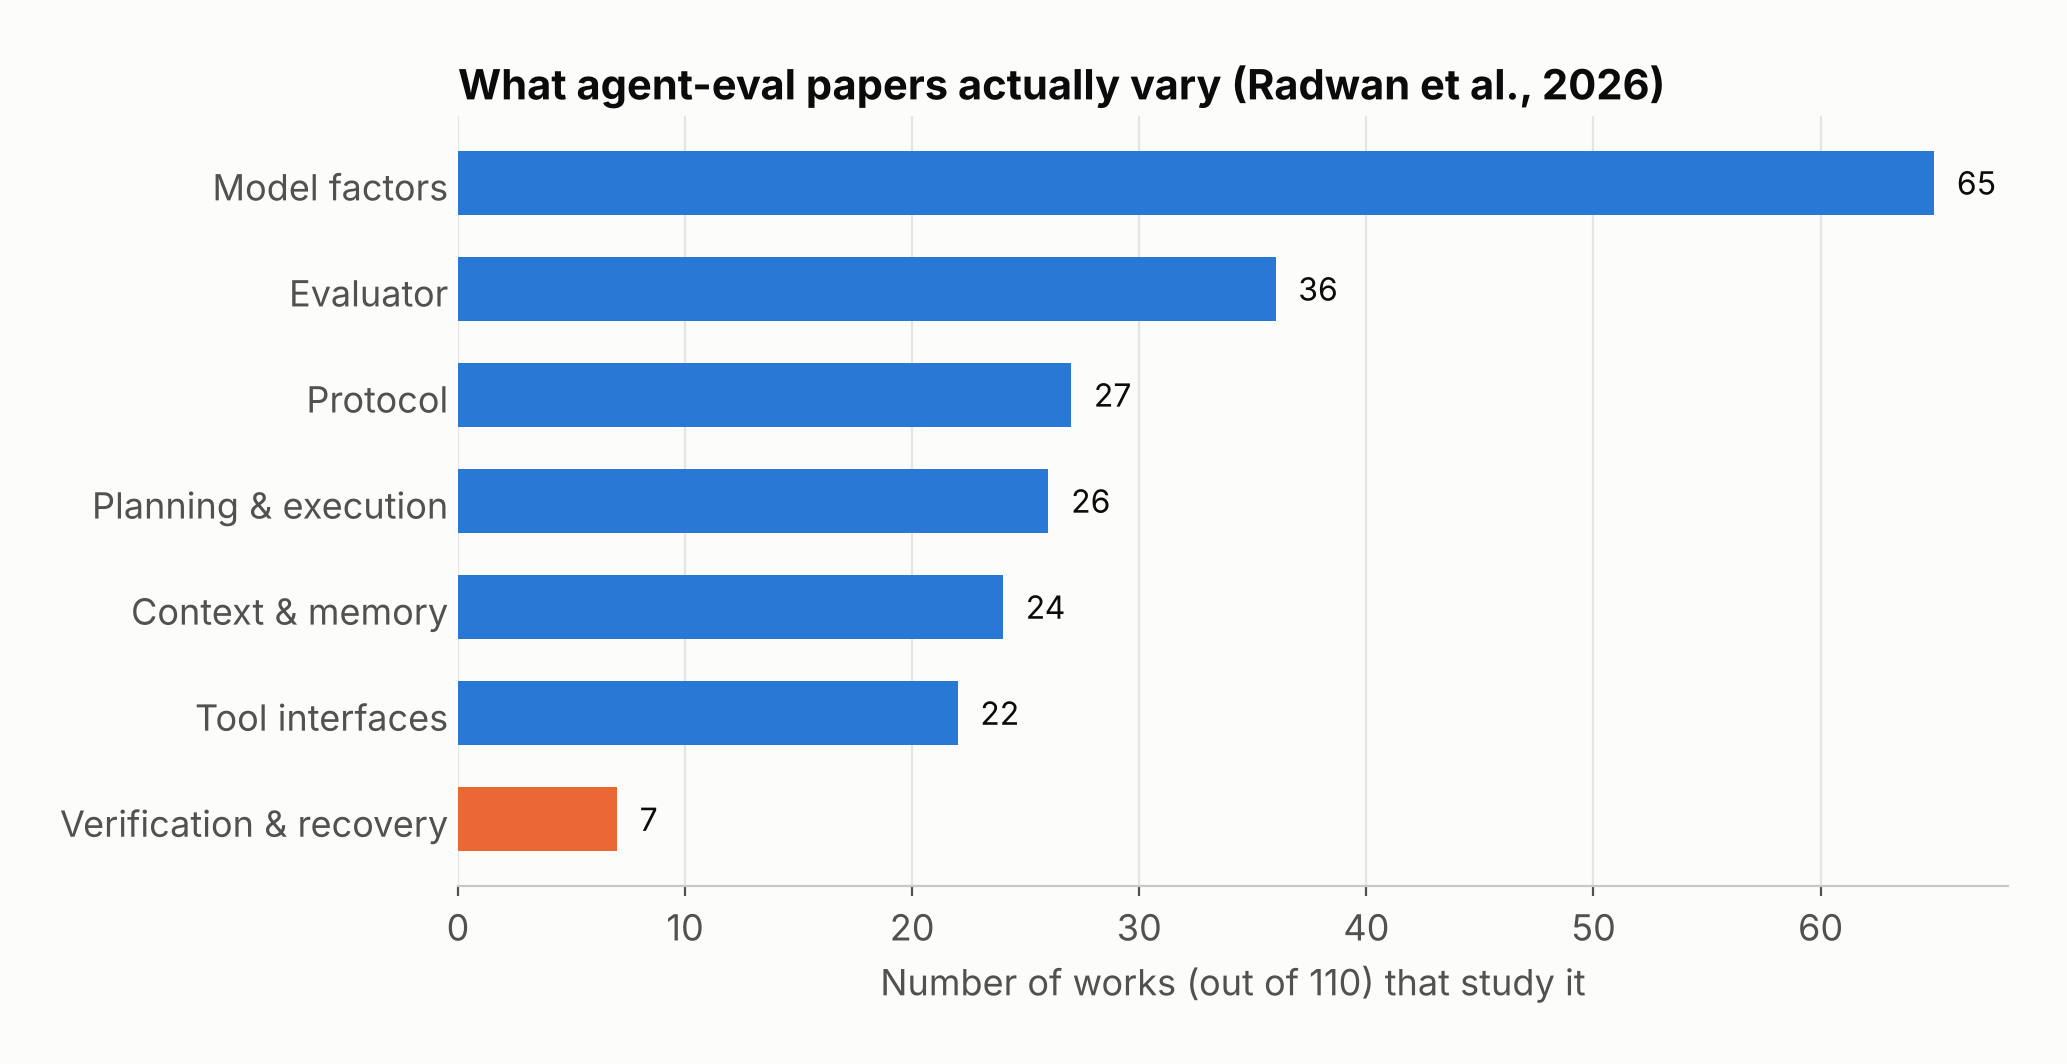 What agent-eval papers actually vary (Radwan et al., 2026)
Model factors 65
Evaluator 36
Protocol 27
Planning & execution 26
Context & memory 24
Tool interfaces 22
Verification & recovery 7
0 10 20 30 40 50 60
Number of works (out of 110) that study it